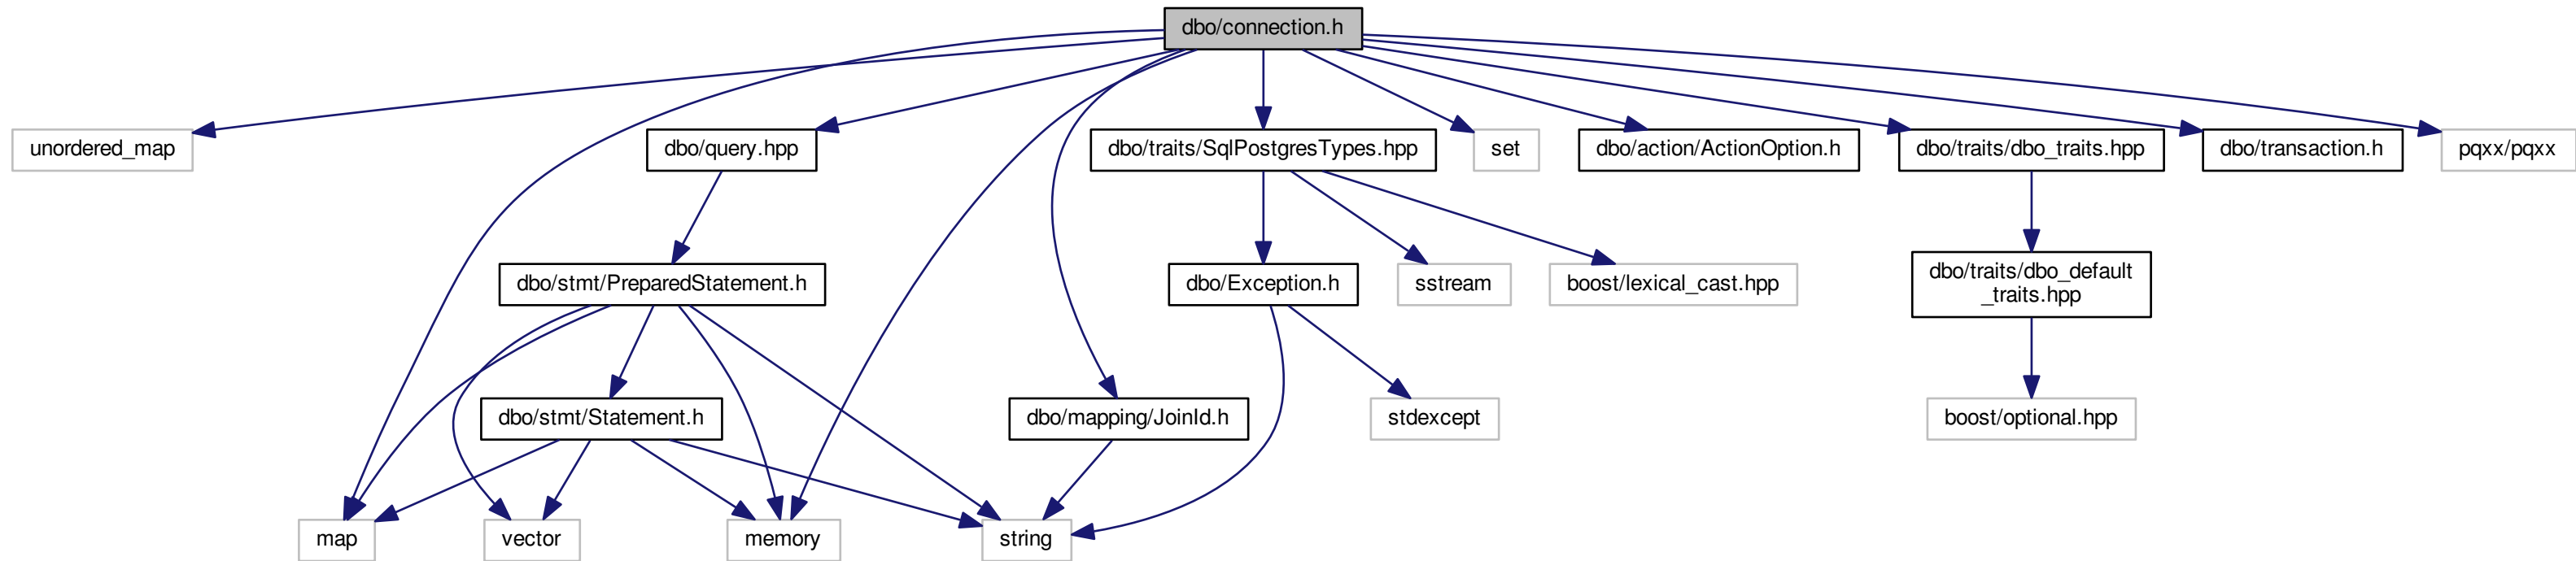 dbo/connection.h
unordered_map
dbo/query.hpp
dbo/traits/SqlPostgresTypes.hpp
set
dbo/action/ActionOption.h
dbo/traits/dbo_traits.hpp
dbo/transaction.h
pqxx/pqxx
dbo/stmt/PreparedStatement.h
dbo/Exception.h
sstream
boost/lexical_cast.hpp
dbo/traits/dbo_default
_traits.hpp
dbo/stmt/Statement.h
dbo/mapping/JoinId.h
stdexcept
boost/optional.hpp
map
vector
memory
string